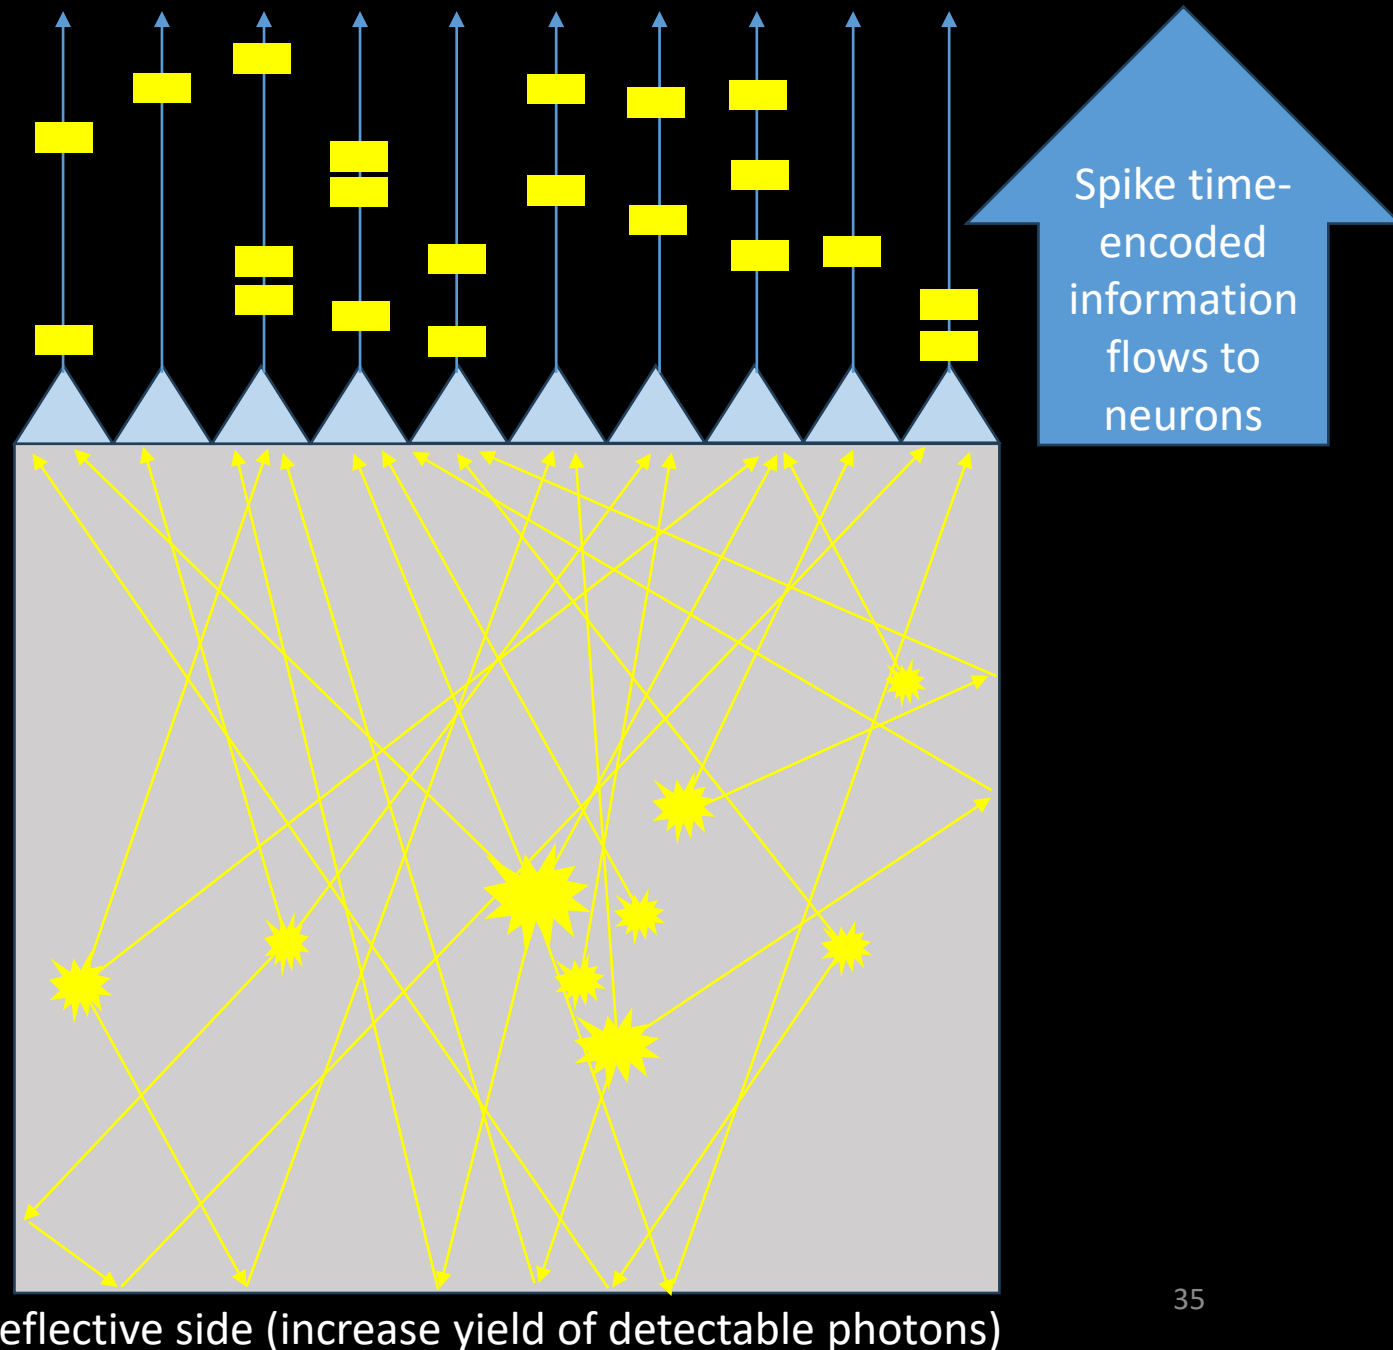 Spike time-
encoded
information
flows to
neurons
eflective side (increase yield of detectable photons)
35